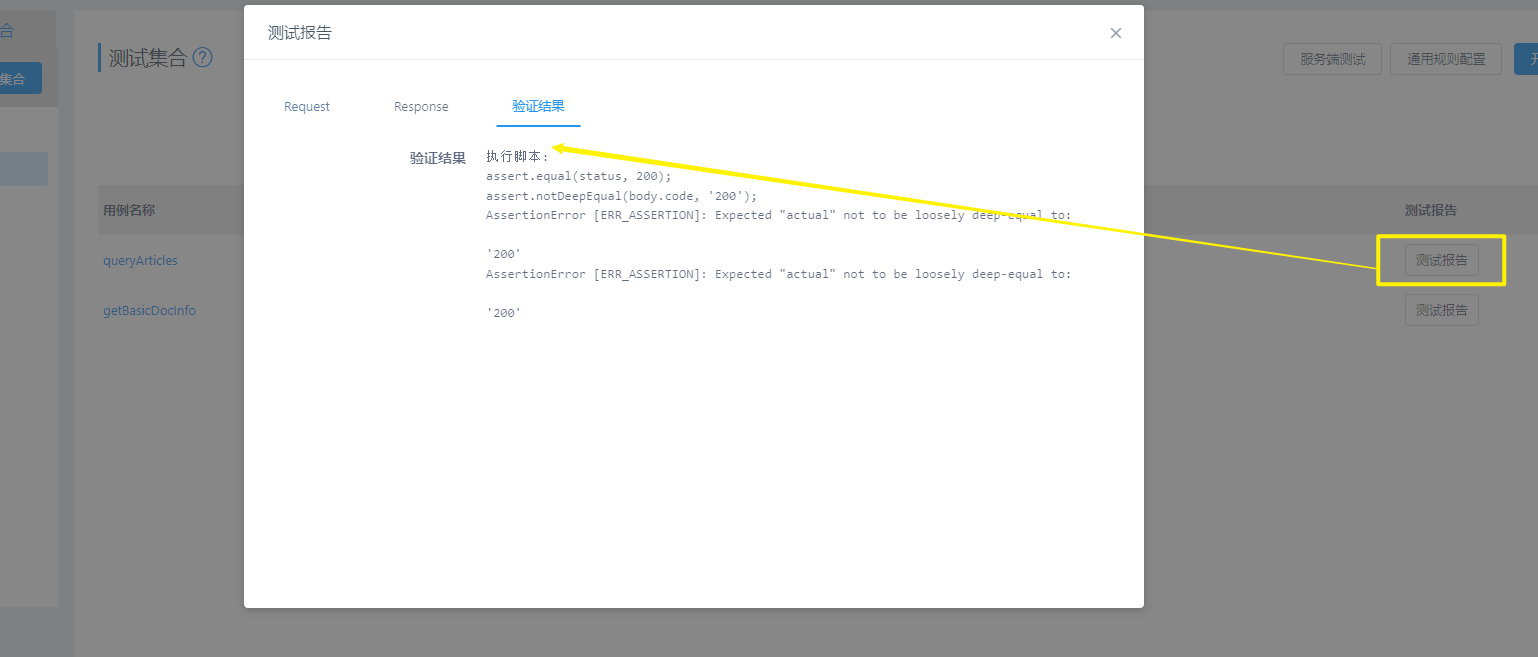 测试报告
合
测试集合 ?
服务端测试
通用规则配置
开
集合
Request
Response
验证结果
验证结果
执行脚本:
assert.equal(status, 200);
assert.notDeepEqual(body.code, '200');
AssertionError [ERR_ASSERTION]: Expected "actual" not to be loosely deep-equal to:
'200'
AssertionError [ERR_ASSERTION]: Expected "actual" not to be loosely deep-equal to:
'200'
用例名称
测试报告
queryArticles
测试报告
getBasicDocInfo
测试报告